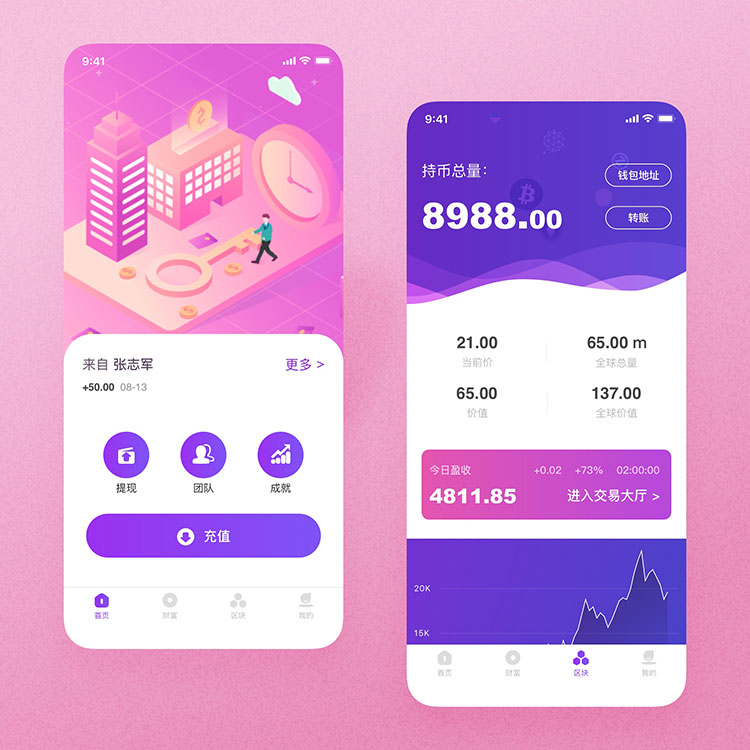 9:41
来自 张志军
更多 >
+50.00 08-13
提现
团队
成就
充值
首页
财富
区块
我的
9:41
持币总量:
钱包地址
8988.00
转账
21.00
当前价
65.00 m
全球总量
65.00
价值
137.00
全球价值
今日盈收
+0.02 +73% 02:00:00
4811.85
进入交易大厅 >
20K
15K
首页
财富
区块
我的